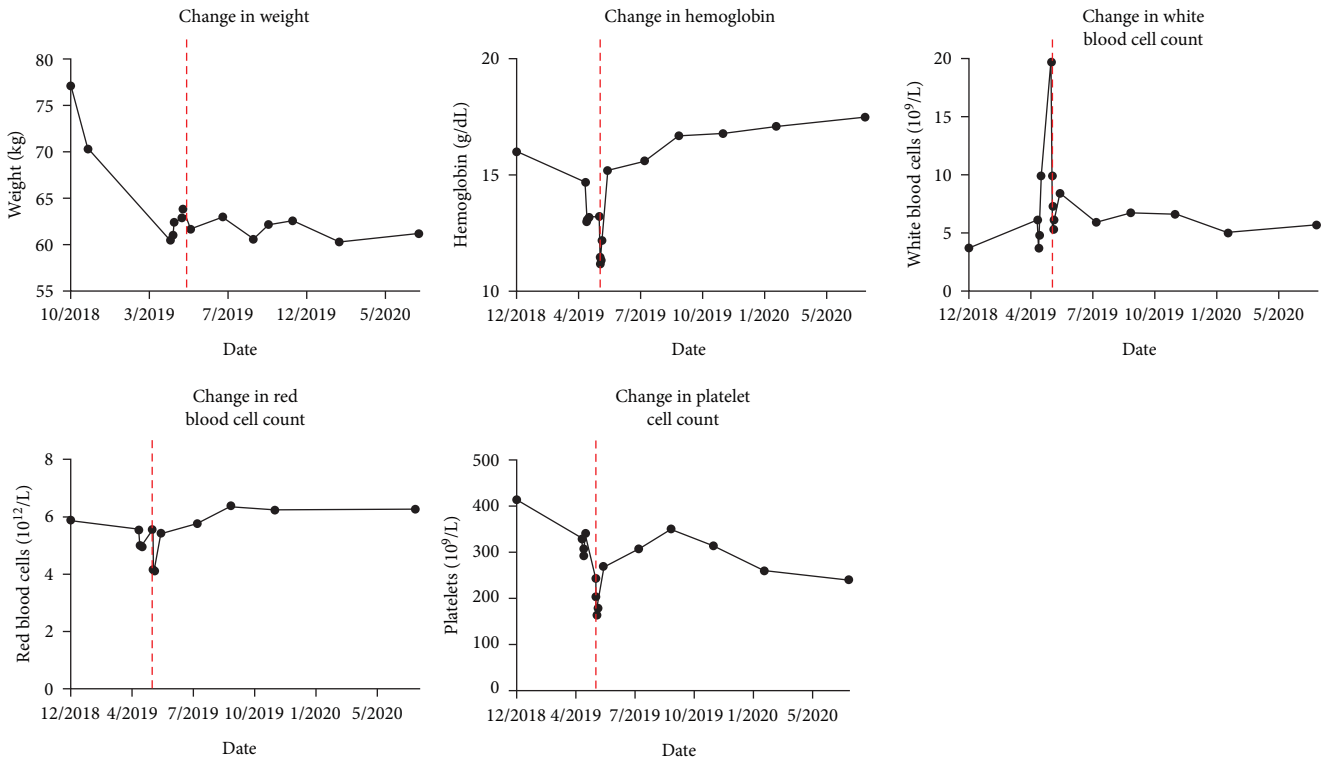 Change in weight
80
75
70
65
60
55
Weight (kg)
10/2018 3/2019 7/2019 12/2019 5/2020
Date
Change in hemoglobin
20
15
10
Hemoglobin (g/dL)
12/2018 4/2019 7/2019 10/2019 1/2020 5/2020
Date
Change in white
blood cell count
20
15
10
5
0
White blood cells (10⁹/L)
12/2018 4/2019 7/2019 10/2019 1/2020 5/2020
Date
Change in red
blood cell count
8
6
4
2
0
Red blood cells (10¹²/L)
12/2018 4/2019 7/2019 10/2019 1/2020 5/2020
Date
Change in platelet
cell count
500
400
300
200
100
0
Platelets (10⁹/L)
12/2018 4/2019 7/2019 10/2019 1/2020 5/2020
Date